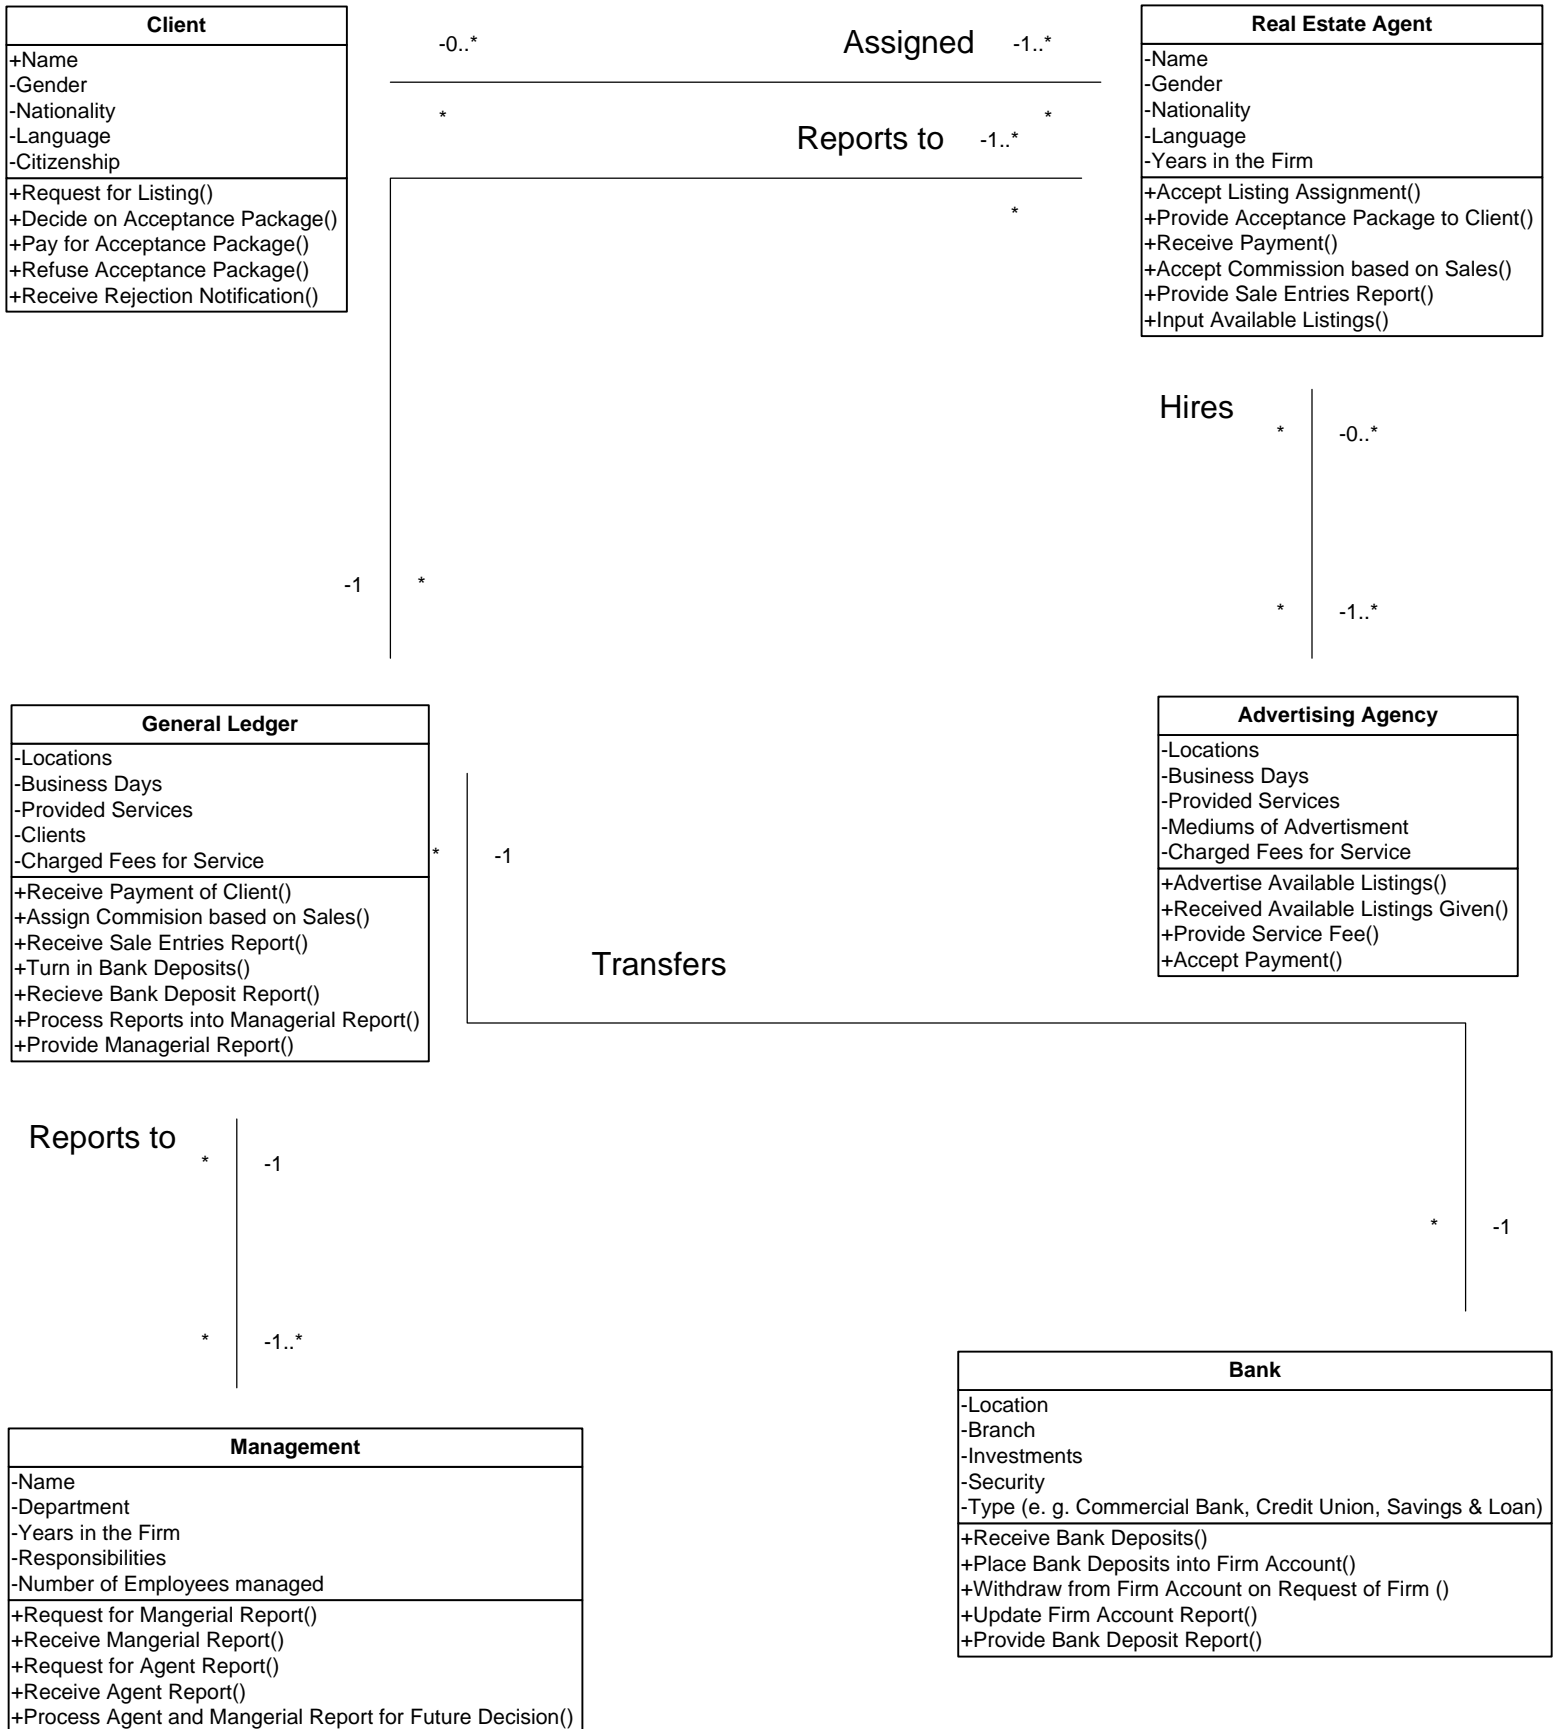 Client
+Name
-Gender
-Nationality
-Language
-Citizenship
+Request for Listing()
+Decide on Acceptance Package()
+Pay for Acceptance Package()
+Refuse Acceptance Package()
+Receive Rejection Notification()
-0..*
Assigned
-1..*
*
*
Reports to
-1..*
*
-1
*
Real Estate Agent
-Name
-Gender
-Nationality
-Language
-Years in the Firm
+Accept Listing Assignment()
+Provide Acceptance Package to Client()
+Receive Payment()
+Accept Commission based on Sales()
+Provide Sale Entries Report()
+Input Available Listings()
Hires
*
-0..*
*
-1..*
General Ledger
-Locations
-Business Days
-Provided Services
-Clients
-Charged Fees for Service
+Receive Payment of Client()
+Assign Commision based on Sales()
+Receive Sale Entries Report()
+Turn in Bank Deposits()
+Recieve Bank Deposit Report()
+Process Reports into Managerial Report()
+Provide Managerial Report()
*
-1
Transfers
*
-1
Advertising Agency
-Locations
-Business Days
-Provided Services
-Mediums of Advertisment
-Charged Fees for Service
+Advertise Available Listings()
+Received Available Listings Given()
+Provide Service Fee()
+Accept Payment()
Reports to
*
-1
*
-1..*
Management
-Name
-Department
-Years in the Firm
-Responsibilities
-Number of Employees managed
+Request for Mangerial Report()
+Receive Mangerial Report()
+Request for Agent Report()
+Receive Agent Report()
+Process Agent and Mangerial Report for Future Decision()
Bank
-Location
-Branch
-Investments
-Security
-Type (e. g. Commercial Bank, Credit Union, Savings & Loan)
+Receive Bank Deposits()
+Place Bank Deposits into Firm Account()
+Withdraw from Firm Account on Request of Firm ()
+Update Firm Account Report()
+Provide Bank Deposit Report()